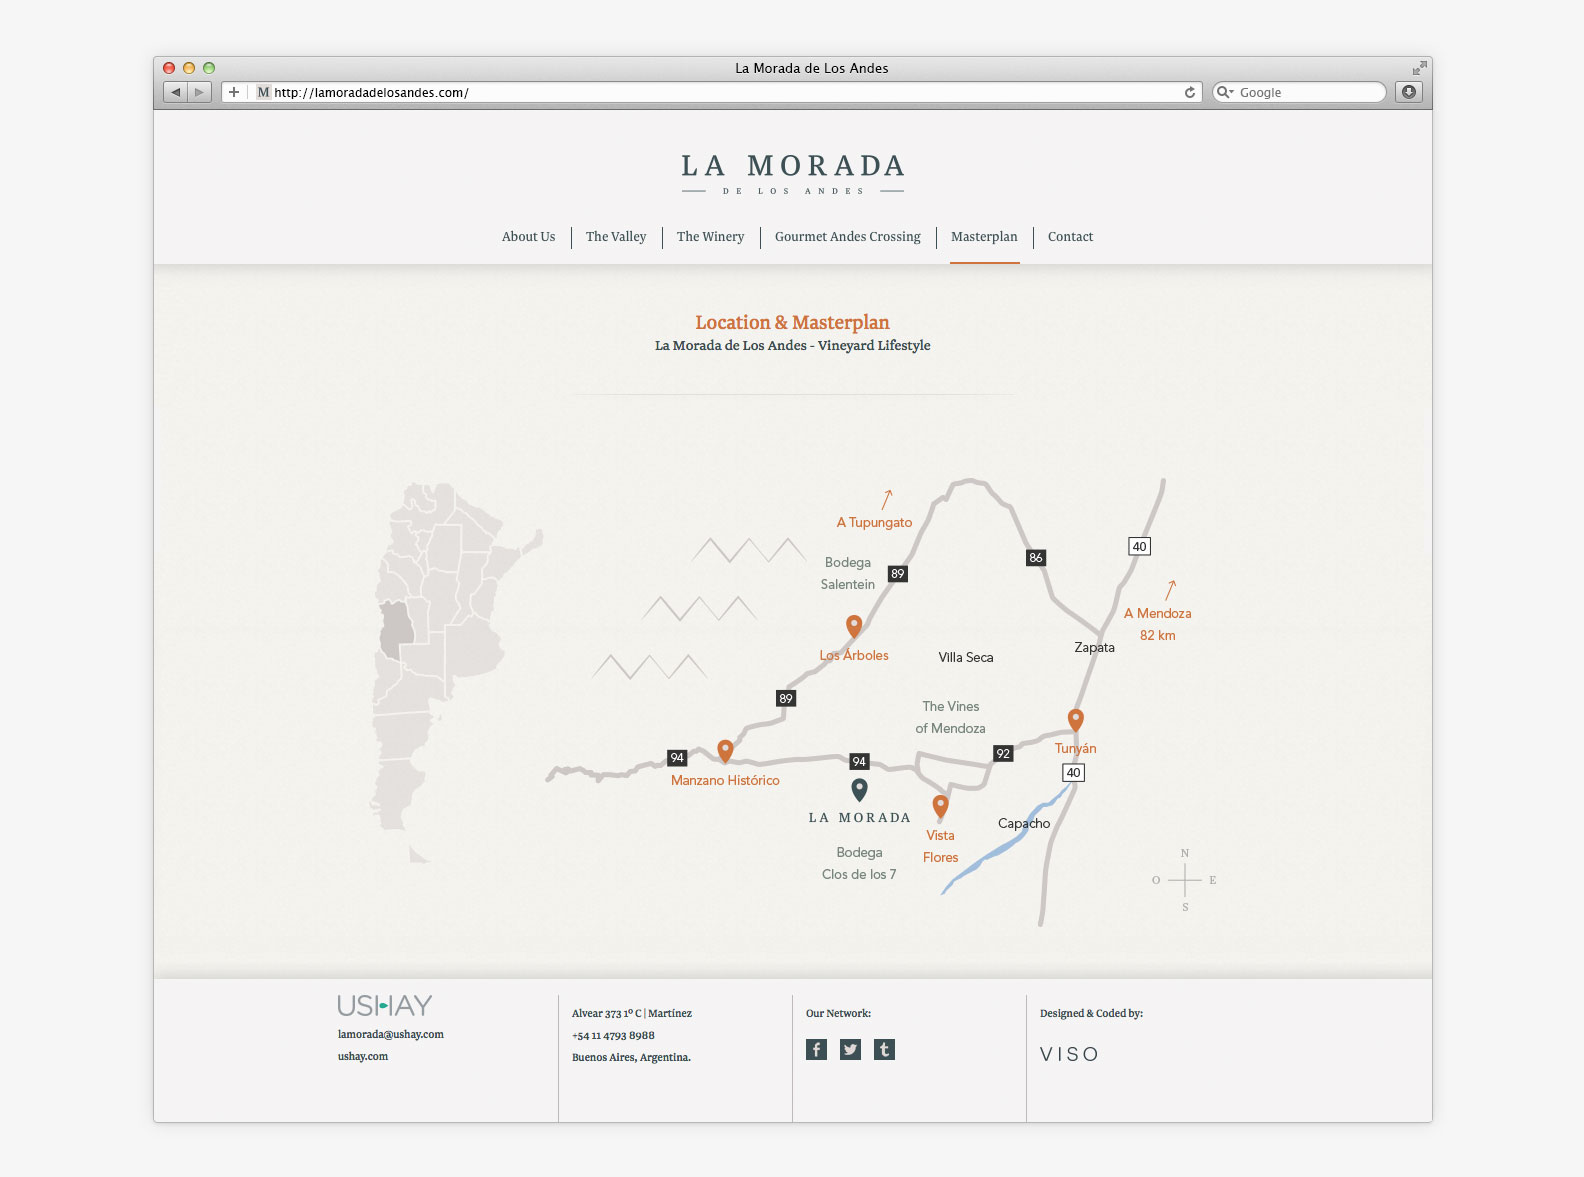 La Morada de Los Andes
M http://lamoradadelosandes.com/
Google
LA MORADA
DE LOS ANDES
About Us
The Valley
The Winery
Gourmet Andes Crossing
Masterplan
Contact
Location & Masterplan
La Morada de Los Andes - Vineyard Lifestyle
A Tupungato
Bodega
Salentein
89
86
40
A Mendoza
82 km
Los Árboles
Villa Seca
Zapata
89
The Vines
of Mendoza
Tunyán
94
94
92
40
Manzano Histórico
LA MORADA
Capacho
Vista
Flores
Bodega
Clos de los 7
N
O
E
S
USHAY
lamorada@ushay.com
ushay.com
Alvear 373 1º C | Martínez
+54 11 4793 8988
Buenos Aires, Argentina.
Our Network:
f
t
Designed & Coded by:
VISO